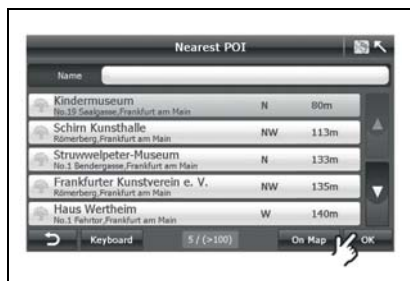 Nearest POI
Name
Kindermuseum N 80m
No.19 Saalgasse,Frankfurt am Main
Schirn Kunsthalle NW 113m
Römerberg,Frankfurt am Main
Struwwelpeter-Museum N 133m
No.1 Bendergasse,Frankfurt am Main
Frankfurter Kunstverein e. V. NW 135m
Römerberg,Frankfurt am Main
Haus Wertheim W 140m
No.1 Fahrtor,Frankfurt am Main
Keyboard 5 / (>100) On Map OK